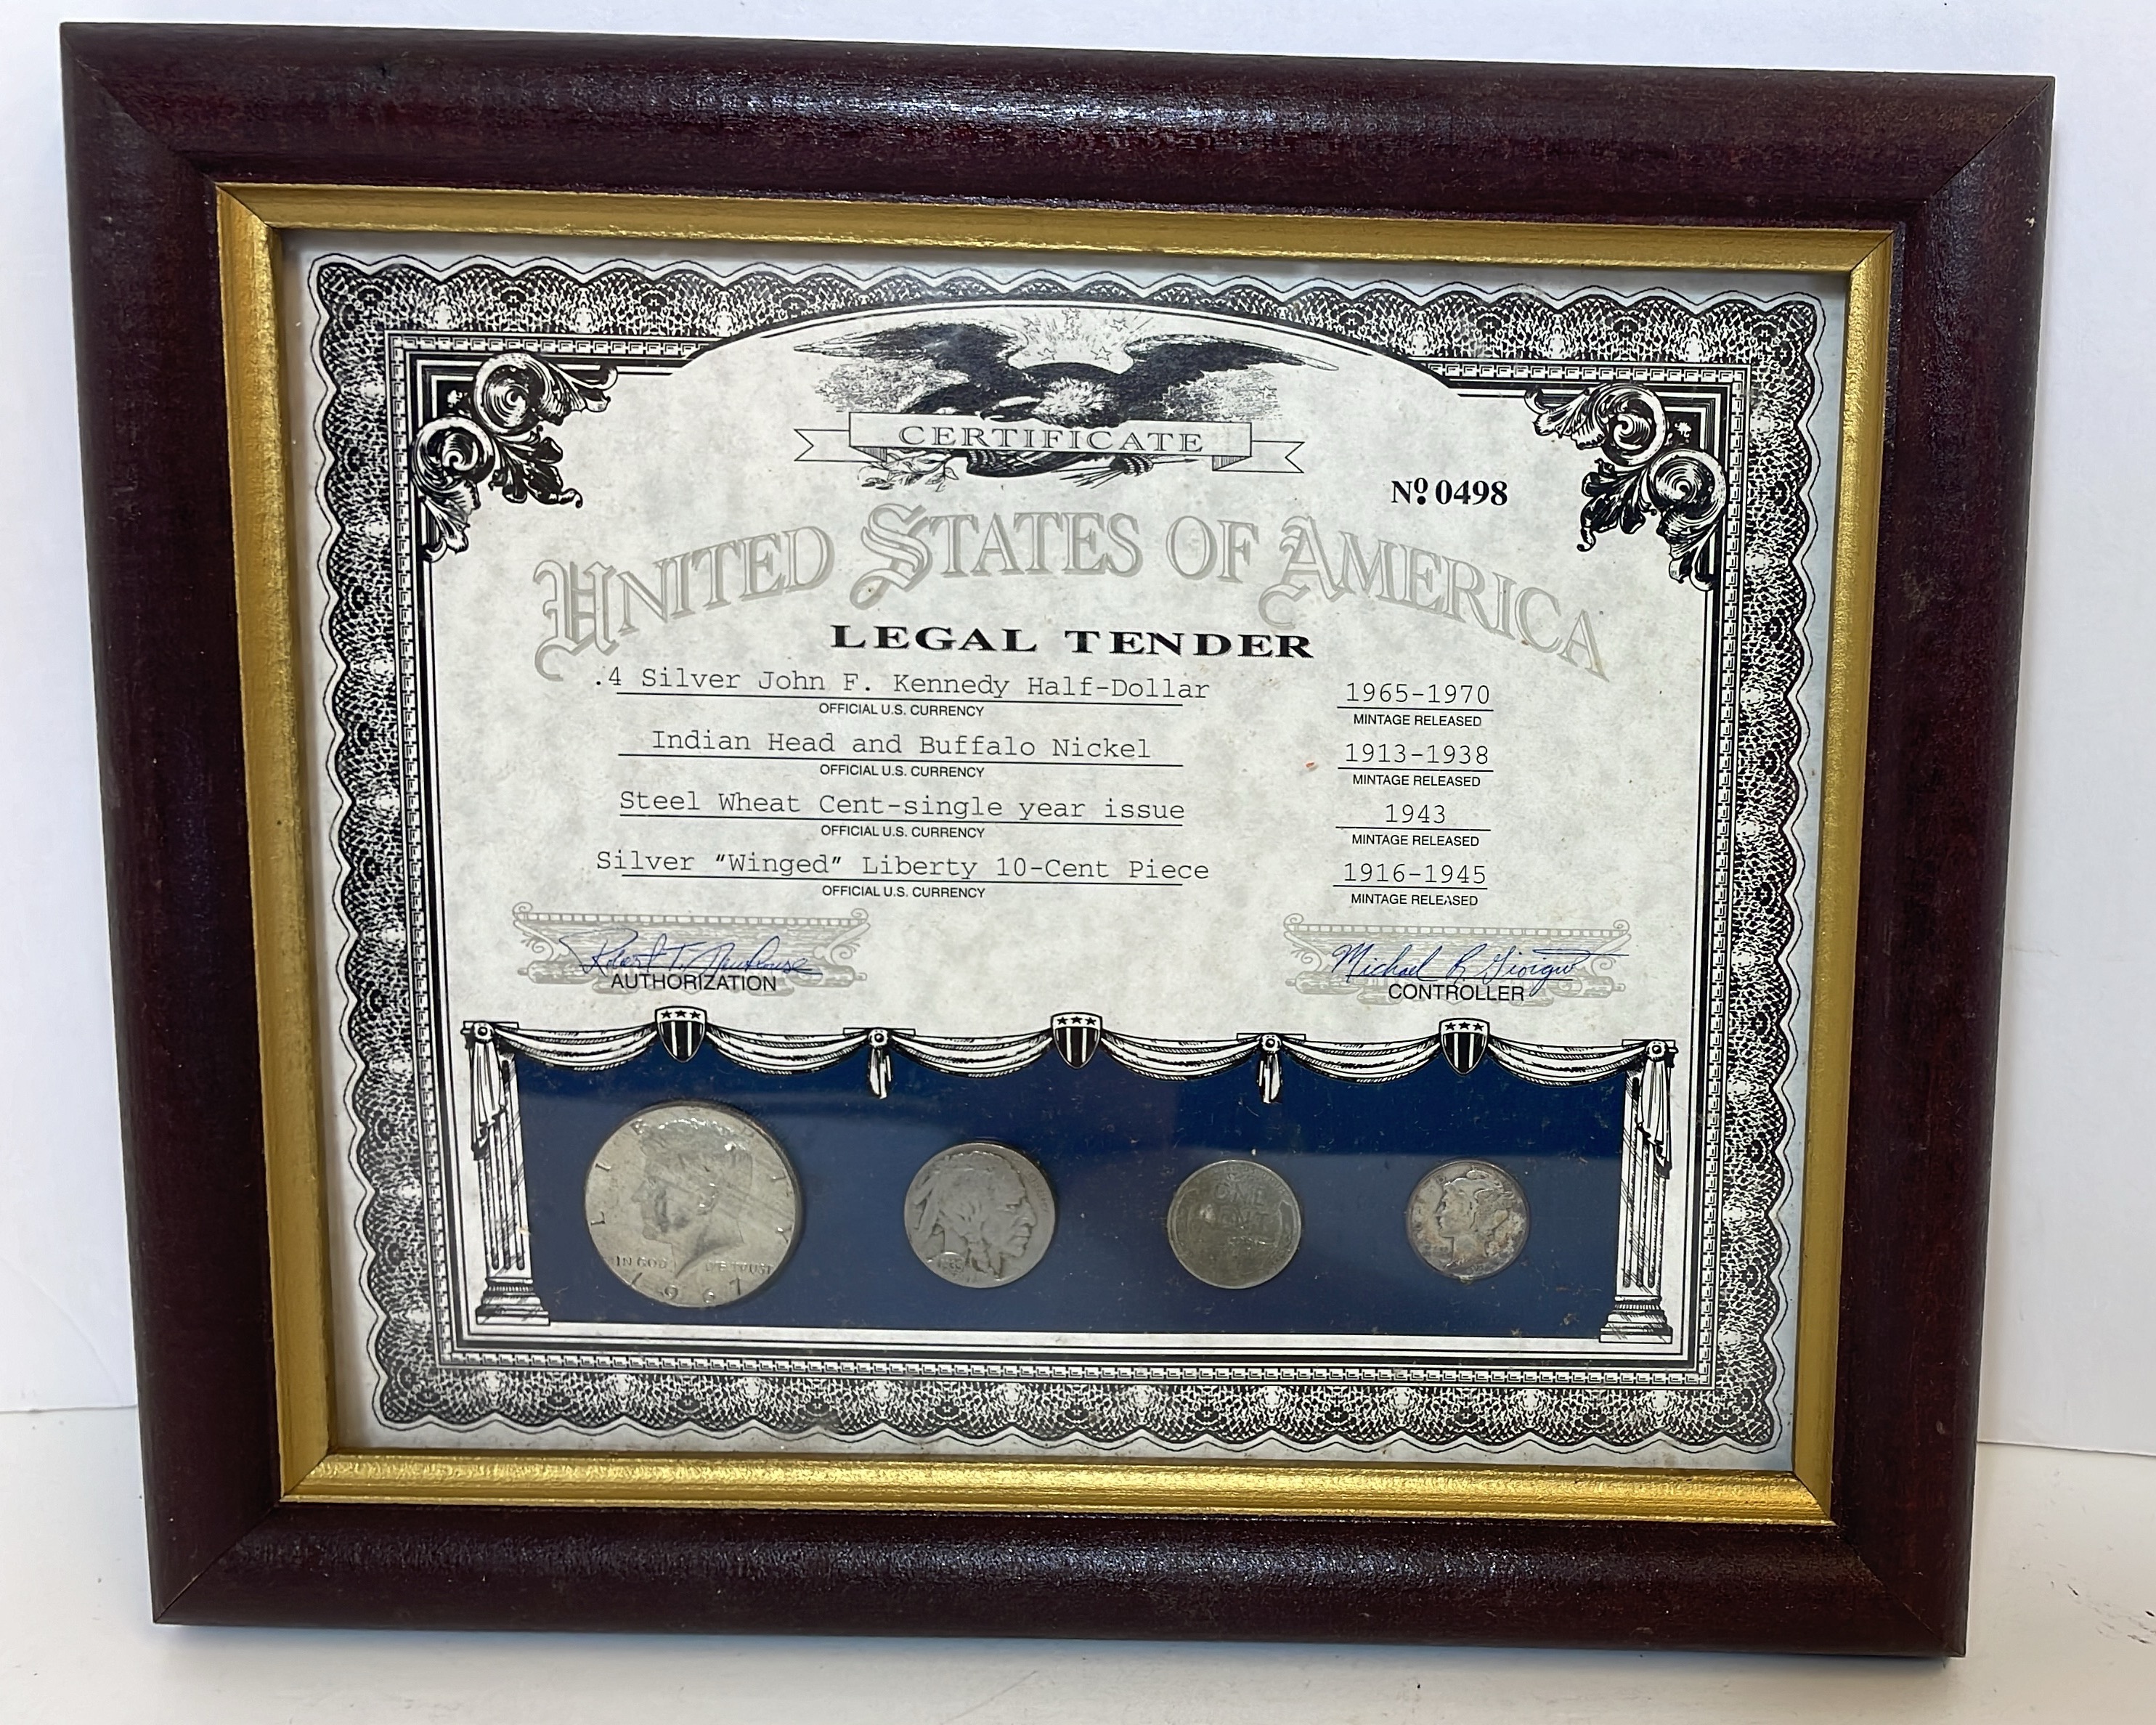 CERTIFICATE
Nº 0498
UNITED STATES OF AMERICA
LEGAL TENDER
.4 Silver John F. Kennedy Half-Dollar 1965-1970
OFFICIAL U.S. CURRENCY MINTAGE RELEASED
Indian Head and Buffalo Nickel 1913-1938
OFFICIAL U.S. CURRENCY MINTAGE RELEASED
Steel Wheat Cent-single year issue 1943
OFFICIAL U.S. CURRENCY MINTAGE RELEASED
Silver "Winged" Liberty 10-Cent Piece 1916-1945
OFFICIAL U.S. CURRENCY MINTAGE RELEASED
Robert T. Newhouse Michael R
AUTHORIZATION CONTROLLER
IN GOD WE TRUST
1967
ONE
CENT